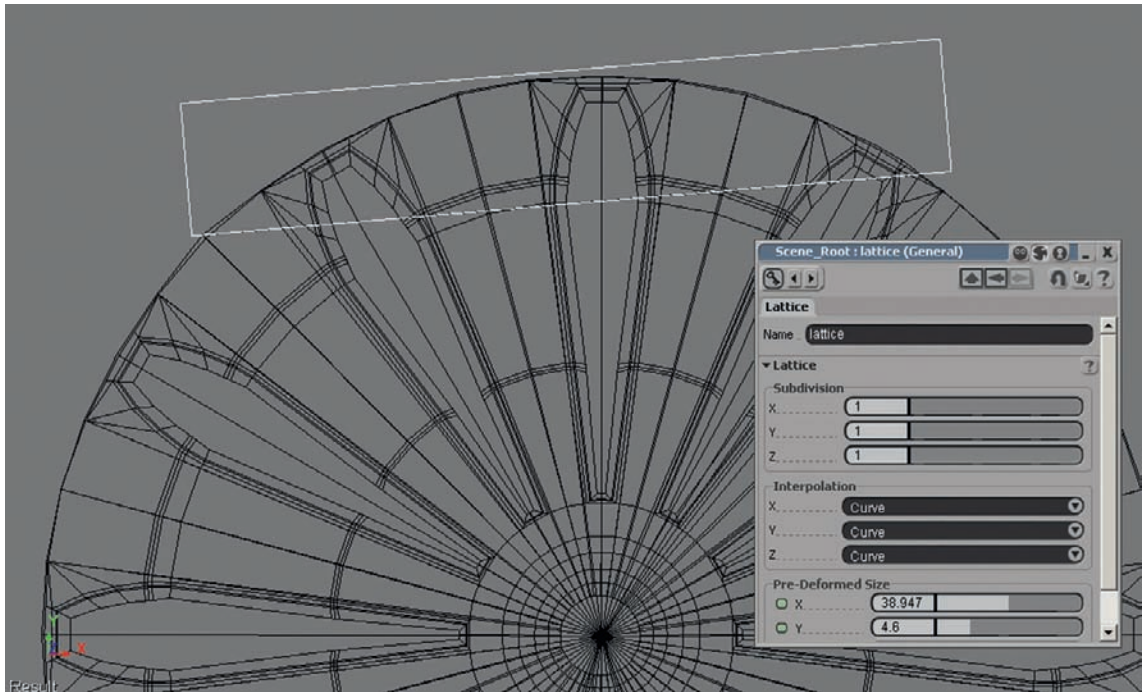 Scene_Root : lattice (General)
Lattice
Name lattice
Lattice
?
Subdivision
X 1
Y 1
Z 1
Interpolation
X Curve
Y Curve
Z Curve
Pre-Deformed Size
X 38.947
Y 4.6
Y
X
Result